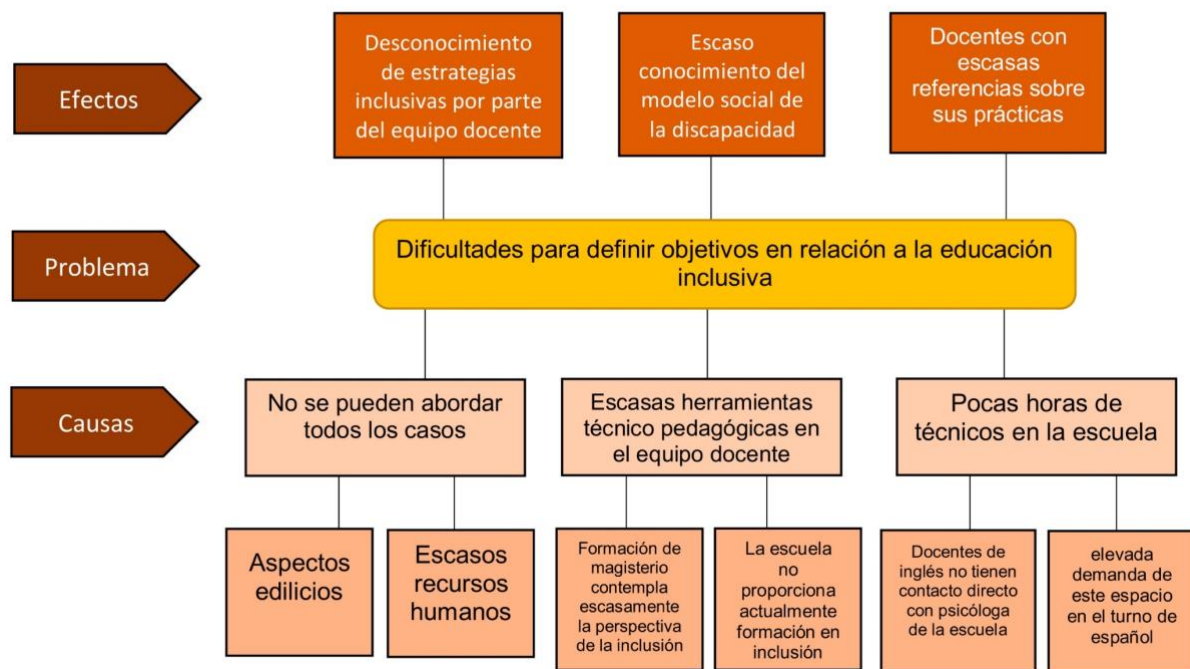 Efectos
Desconocimiento
de estrategias
inclusivas por parte
del equipo docente
Escaso
conocimiento del
modelo social de
la discapacidad
Docentes con
escasas
referencias sobre
sus prácticas
Problema
Dificultades para definir objetivos en relación a la educación
inclusiva
Causas
No se pueden abordar
todos los casos
Escasas herramientas
técnico pedagógicas en
el equipo docente
Pocas horas de
técnicos en la escuela
Aspectos
edilicios
Escasos
recursos
humanos
Formación de
magisterio
contempla
escasamente
la perspectiva
de la inclusión
La escuela
no
proporciona
actualmente
formación en
inclusión
Docentes de
inglés no tienen
contacto directo
con psicóloga
de la escuela
elevada
demanda de
este espacio
en el turno de
español